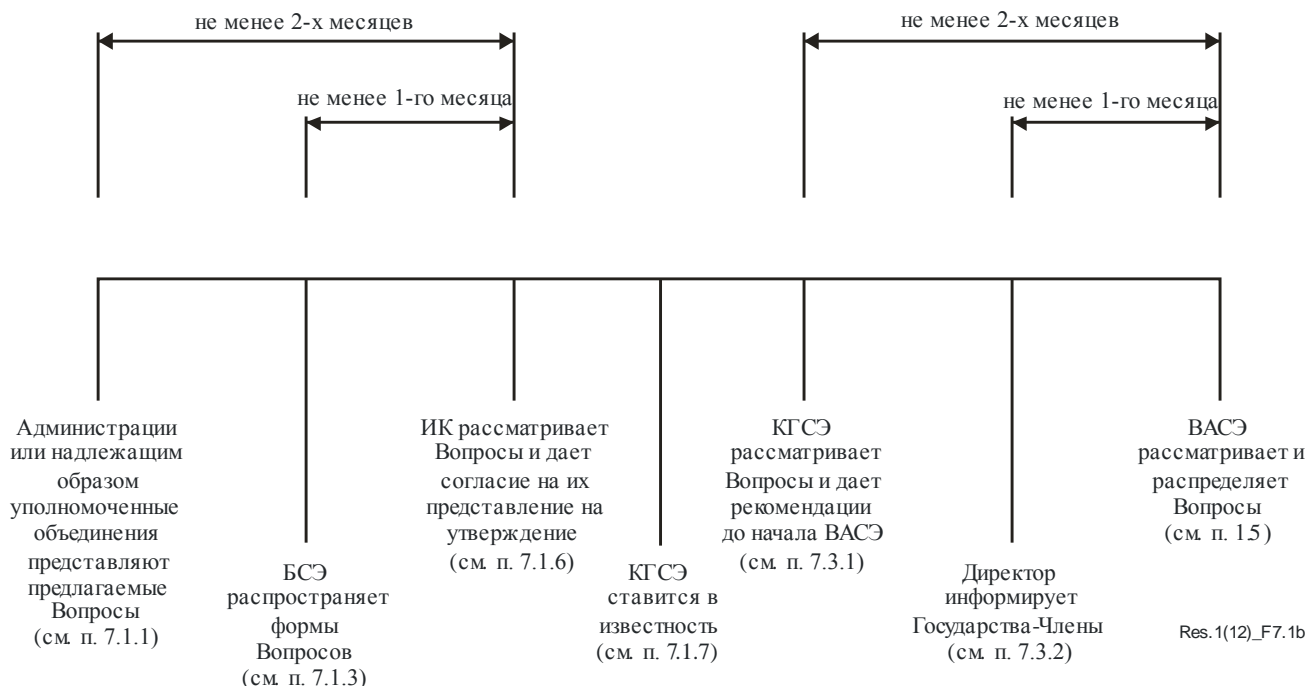 не менее 2-х месяцев
не менее 2-х месяцев
не менее 1-го месяца
не менее 1-го месяца
Администрации
или надлежащим
образом
уполномоченные
объединения
представляют
предлагаемые
Вопросы
(см. п. 7.1.1)
БСЭ
распространяет
формы
Вопросов
(см. п. 7.1.3)
ИК рассматривает
Вопросы и дает
согласие на их
представление на
утверждение
(см. п. 7.1.6)
КГСЭ
ставится в
известность
(см. п. 7.1.7)
КГСЭ
рассматривает
Вопросы и дает
рекомендации
до начала ВАСЭ
(см. п. 7.3.1)
Директор
информирует
Государства-Члены
(см. п. 7.3.2)
ВАСЭ
рассматривает и
распределяет
Вопросы
(см. п. 1.5)
Res.1(12)_F7.1b